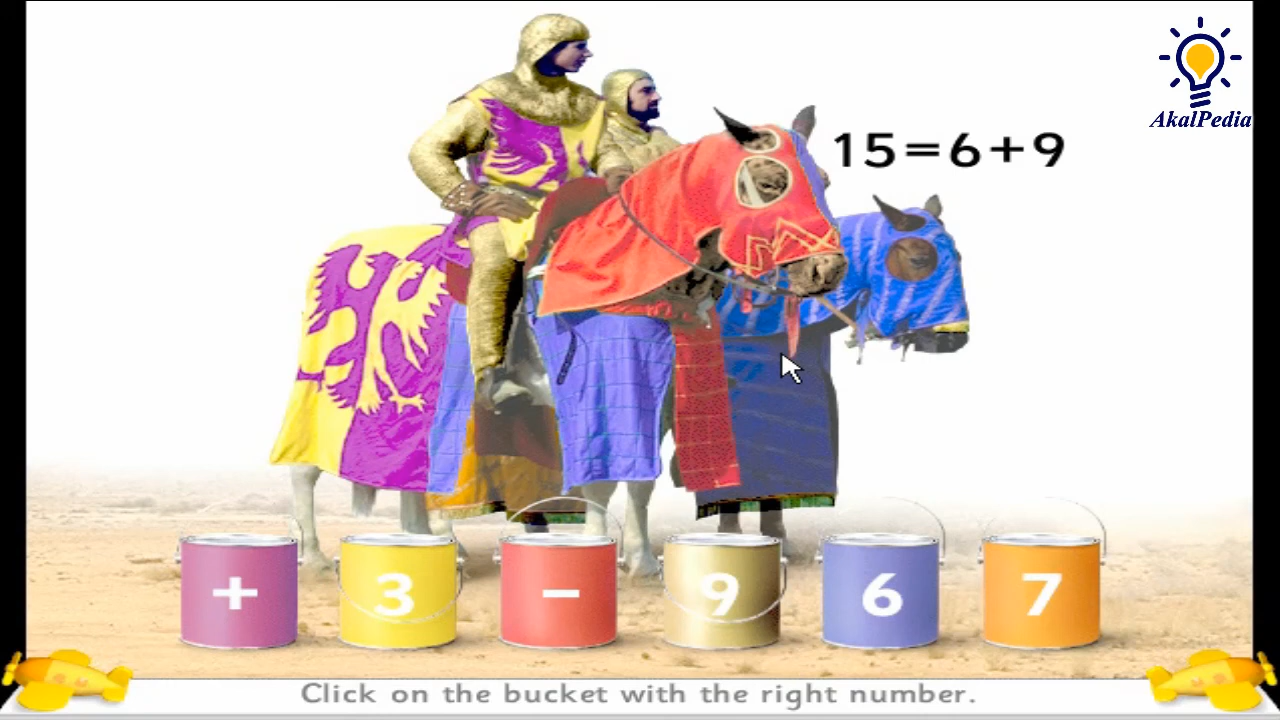 AkalPedia
15=6+9
+ 3 - 9 6 7
Click on the bucket with the right number.